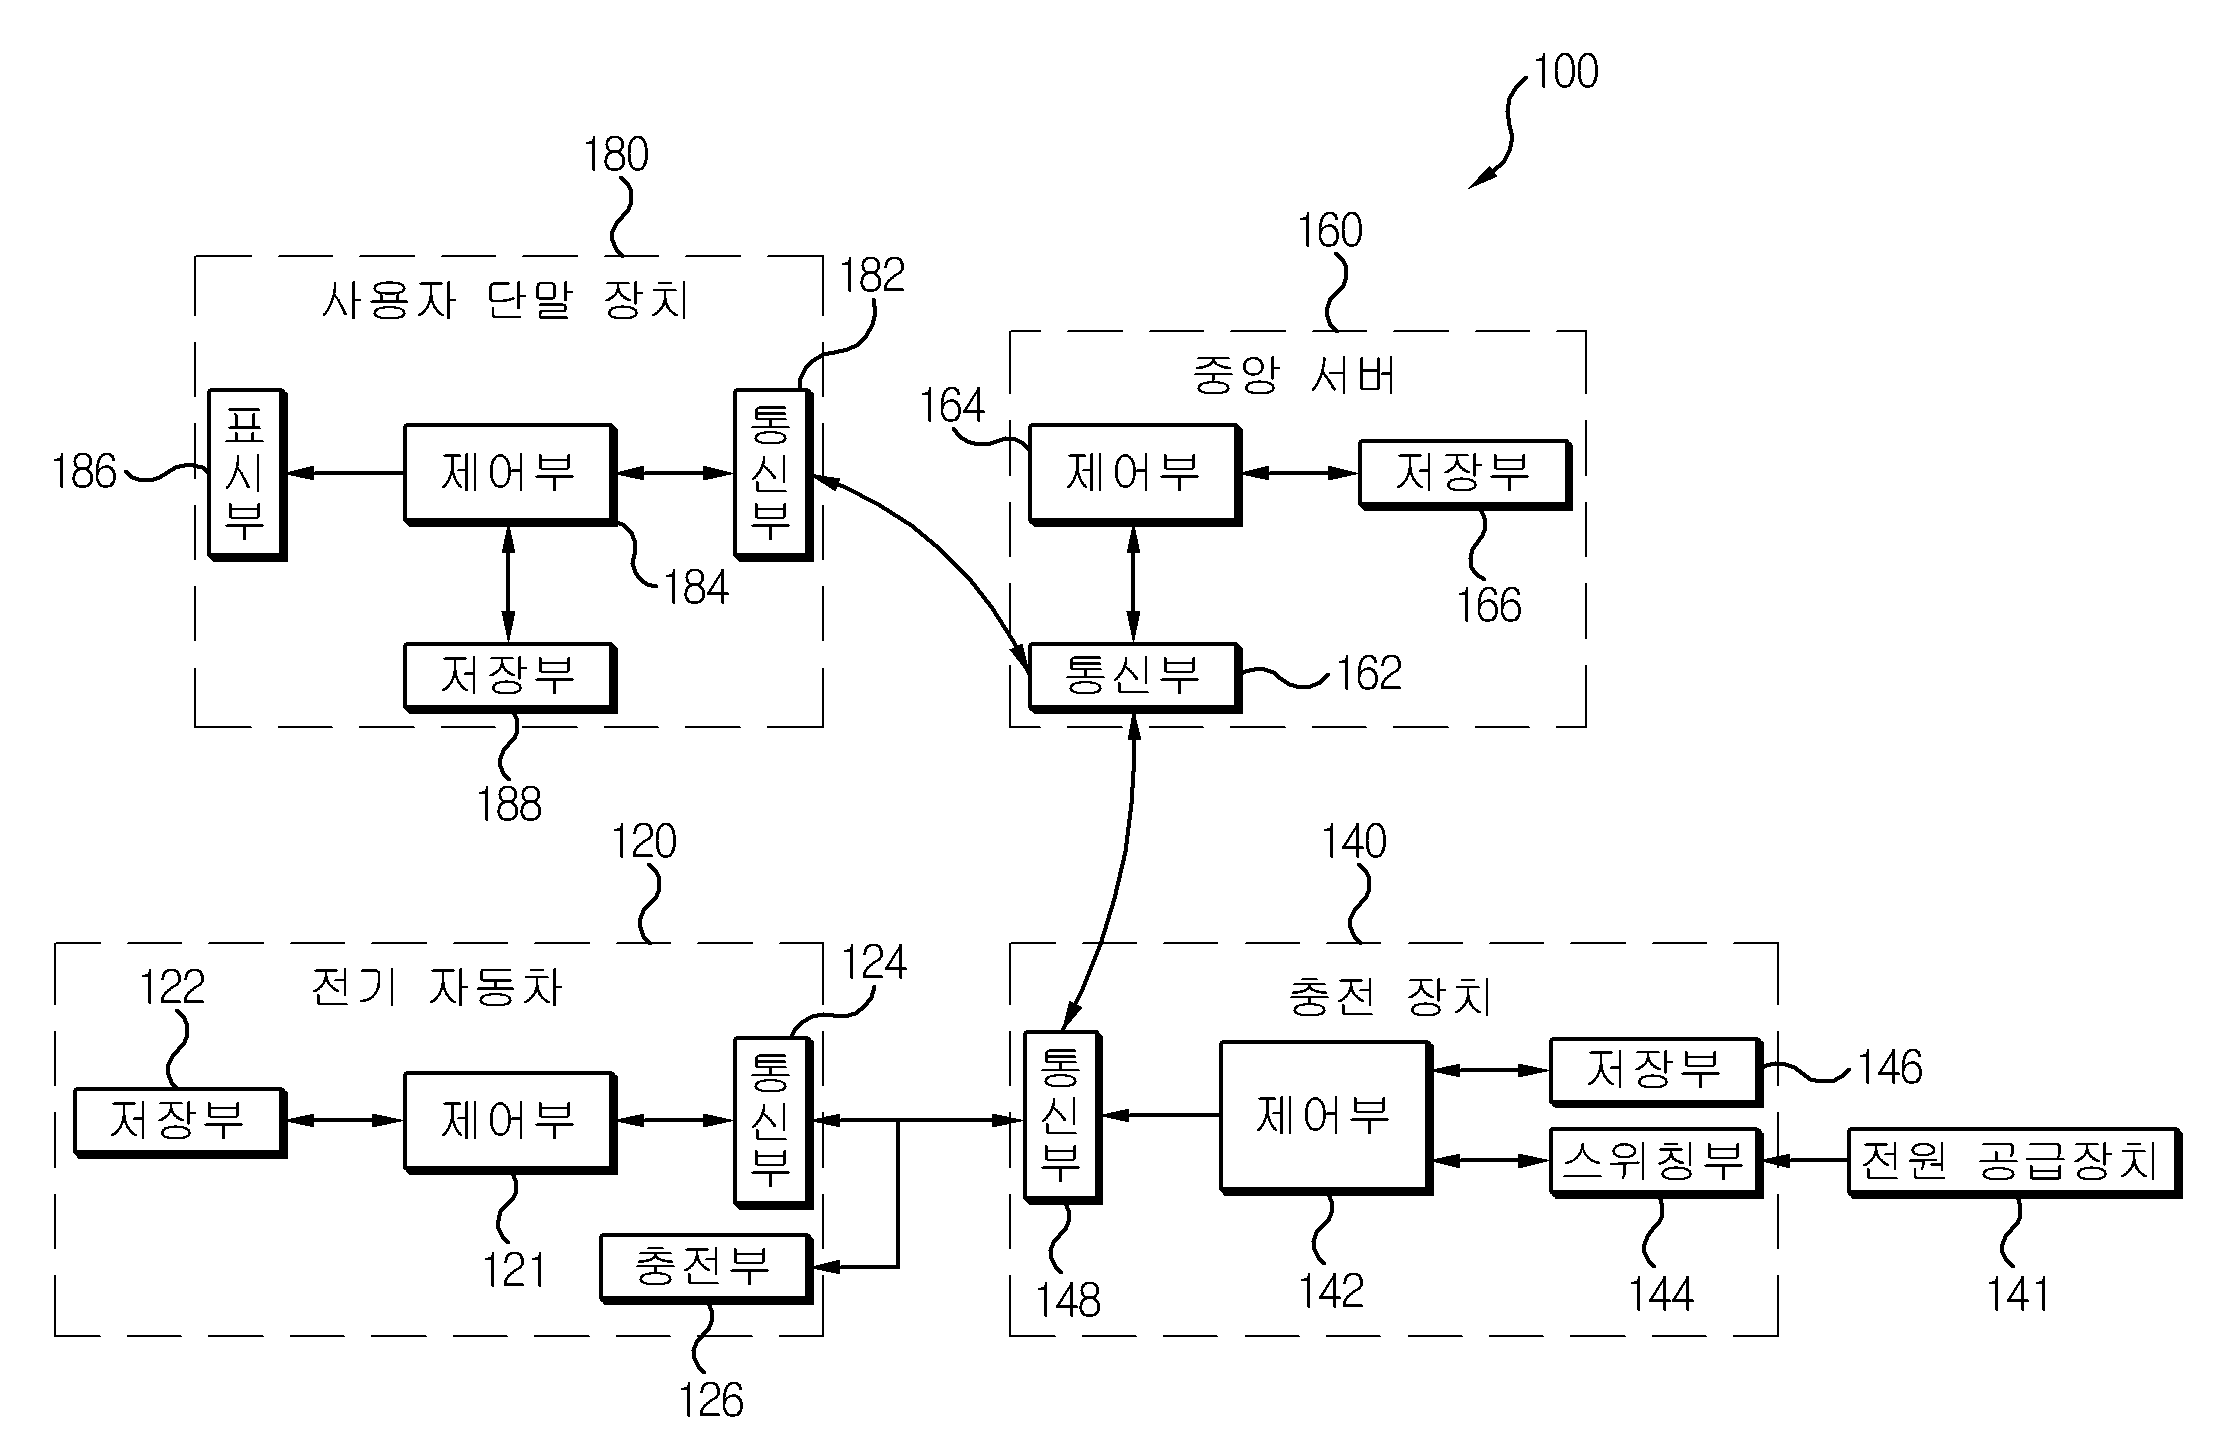 100
180
160
사용자 단말 장치
182
중앙 서버
표시부
제어부
통신부
186
184
저장부
188
164
제어부
저장부
166
통신부
162
120
140
전기 자동차
124
122
저장부
제어부
통신부
121
충전부
126
충전 장치
통신부
제어부
저장부
146
스위칭부
전원 공급장치
148
142
144
141